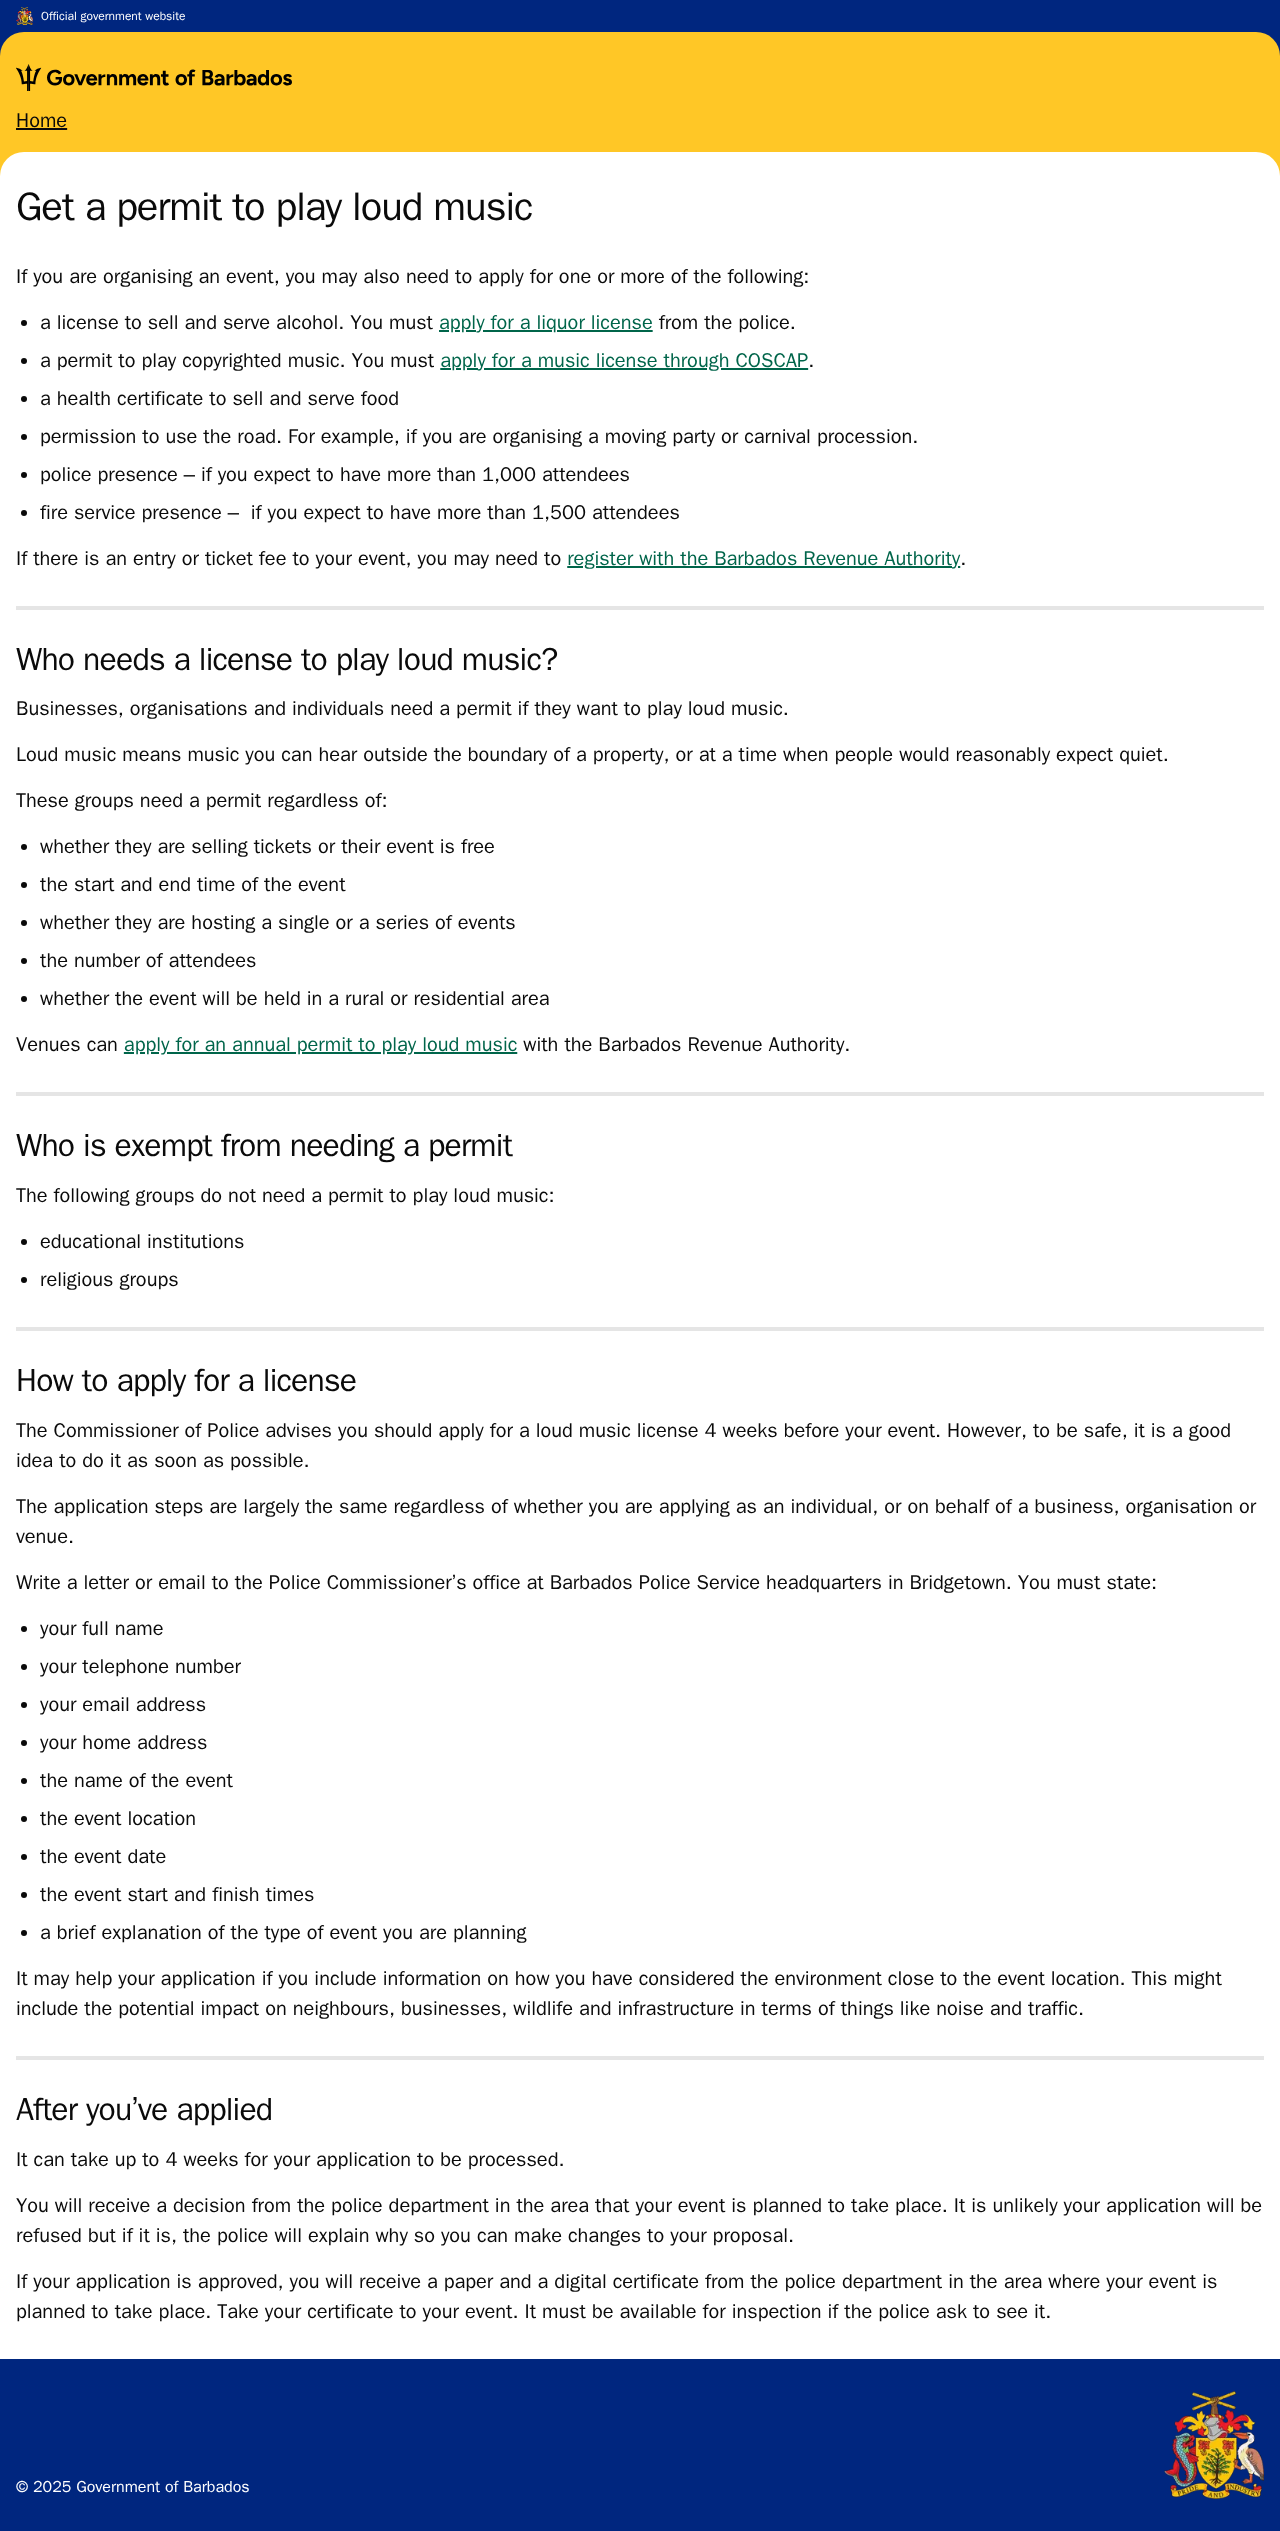 Official government website
Government of Barbados
Home
Get a permit to play loud music
If you are organising an event, you may also need to apply for one or more of the following:
• a license to sell and serve alcohol. You must apply for a liquor license from the police.
• a permit to play copyrighted music. You must apply for a music license through COSCAP.
• a health certificate to sell and serve food
• permission to use the road. For example, if you are organising a moving party or carnival procession.
• police presence – if you expect to have more than 1,000 attendees
• fire service presence –  if you expect to have more than 1,500 attendees
If there is an entry or ticket fee to your event, you may need to register with the Barbados Revenue Authority.
Who needs a license to play loud music?
Businesses, organisations and individuals need a permit if they want to play loud music.
Loud music means music you can hear outside the boundary of a property, or at a time when people would reasonably expect quiet.
These groups need a permit regardless of:
• whether they are selling tickets or their event is free
• the start and end time of the event
• whether they are hosting a single or a series of events
• the number of attendees
• whether the event will be held in a rural or residential area
Venues can apply for an annual permit to play loud music with the Barbados Revenue Authority.
Who is exempt from needing a permit
The following groups do not need a permit to play loud music:
• educational institutions
• religious groups
How to apply for a license
The Commissioner of Police advises you should apply for a loud music license 4 weeks before your event. However, to be safe, it is a good
idea to do it as soon as possible.
The application steps are largely the same regardless of whether you are applying as an individual, or on behalf of a business, organisation or
venue.
Write a letter or email to the Police Commissioner’s office at Barbados Police Service headquarters in Bridgetown. You must state:
• your full name
• your telephone number
• your email address
• your home address
• the name of the event
• the event location
• the event date
• the event start and finish times
• a brief explanation of the type of event you are planning
It may help your application if you include information on how you have considered the environment close to the event location. This might
include the potential impact on neighbours, businesses, wildlife and infrastructure in terms of things like noise and traffic.
After you’ve applied
It can take up to 4 weeks for your application to be processed.
You will receive a decision from the police department in the area that your event is planned to take place. It is unlikely your application will be
refused but if it is, the police will explain why so you can make changes to your proposal.
If your application is approved, you will receive a paper and a digital certificate from the police department in the area where your event is
planned to take place. Take your certificate to your event. It must be available for inspection if the police ask to see it.
© 2025 Government of Barbados
PRIDE AND INDUSTRY